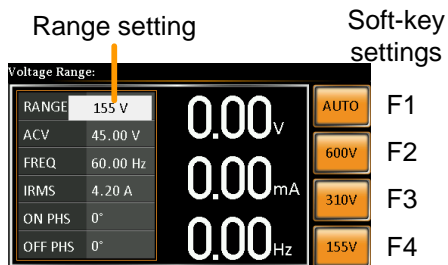 Range setting
Soft-key
settings
Voltage Range:
RANGE 155 V
ACV 45.00 V
FREQ 60.00 Hz
IRMS 4.20 A
ON PHS 0°
OFF PHS 0°
0.00V
0.00mA
0.00Hz
AUTO F1
600V F2
310V F3
155V F4